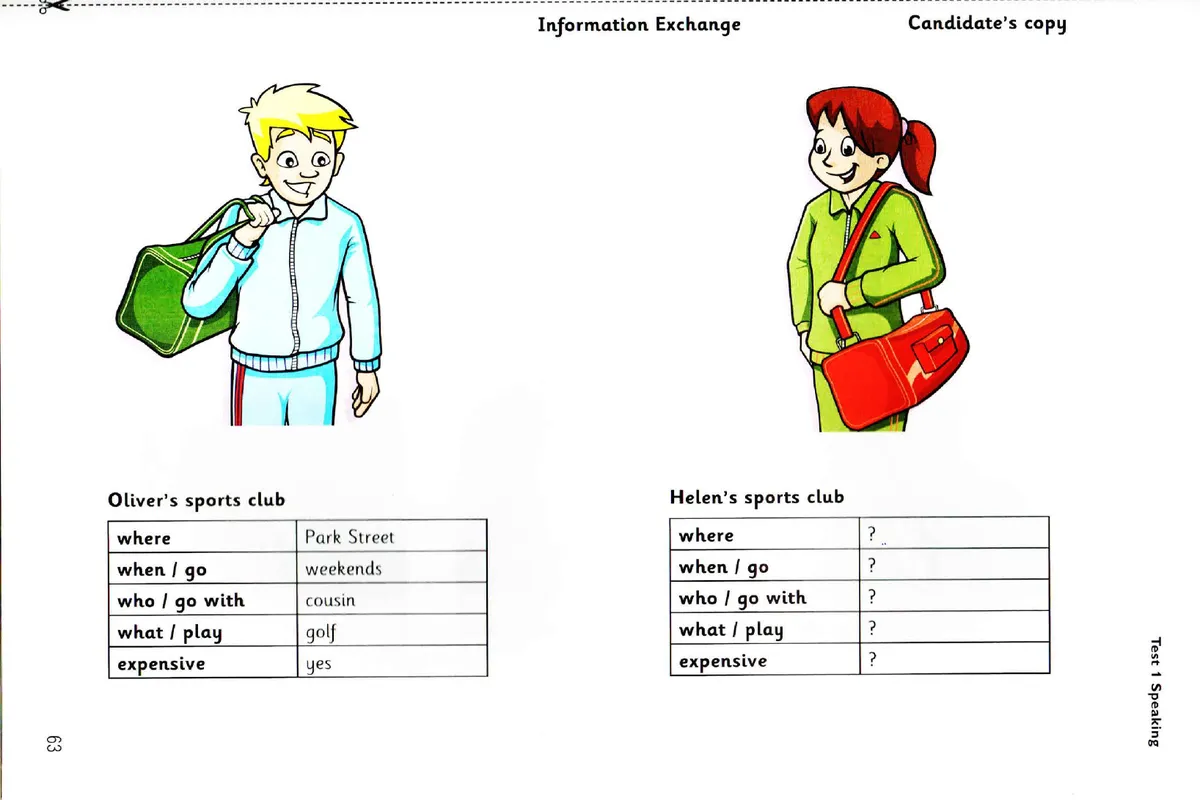 Information Exchange
Candidate's copy
Oliver's sports club
where Park Street
when / go weekends
who / go with cousin
what / play golf
expensive yes
Helen's sports club
where ?
when / go ?
who / go with ?
what / play ?
expensive ?
Test 1 Speaking
63